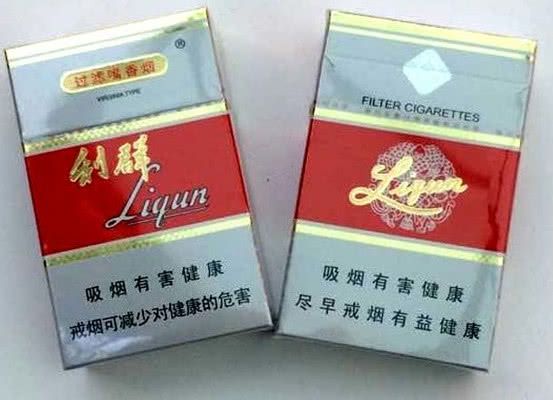 过滤嘴香烟
®
VIRGINIA TYPE
利群
Liqun
吸烟有害健康
戒烟可减少对健康的危害
FILTER CIGARETTES
Liqun
吸烟有害健康
尽早戒烟有益健康